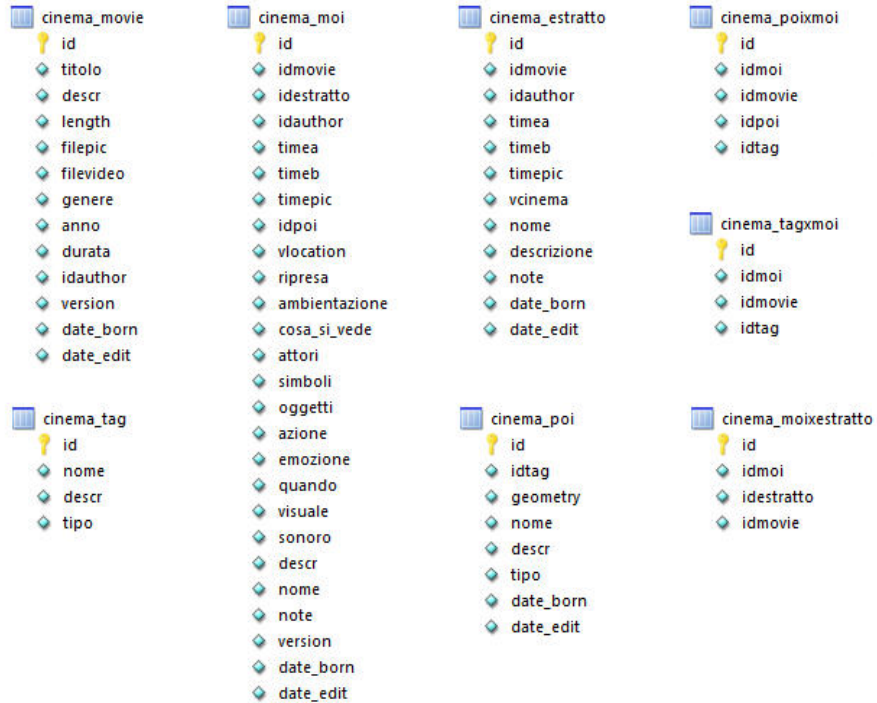 cinema_movie
id
titolo
descr
length
filepic
filevideo
genere
anno
durata
idauthor
version
date_born
date_edit
cinema_tag
id
nome
descr
tipo
cinema_moi
id
idmovie
idestratto
idauthor
timea
timeb
timepic
idpoi
vlocation
ripresa
ambientazione
cosa_si_vede
attori
simboli
oggetti
azione
emozione
quando
visuale
sonoro
descr
nome
note
version
date_born
date_edit
cinema_estratto
id
idmovie
idauthor
timea
timeb
timepic
vcinema
nome
descrizione
note
date_born
date_edit
cinema_poi
id
idtag
geometry
nome
descr
tipo
date_born
date_edit
cinema_poixmoi
id
idmoi
idmovie
idpoi
idtag
cinema_tagxmoi
id
idmoi
idmovie
idtag
cinema_moixestratto
id
idmoi
idestratto
idmovie